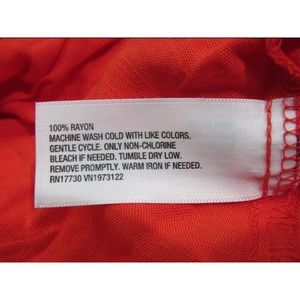 100% RAYON
MACHINE WASH COLD WITH LIKE COLORS.
GENTLE CYCLE. ONLY NON-CHLORINE
BLEACH IF NEEDED. TUMBLE DRY LOW.
REMOVE PROMPTLY. WARM IRON IF NEEDED.
RN17730 VN1973122